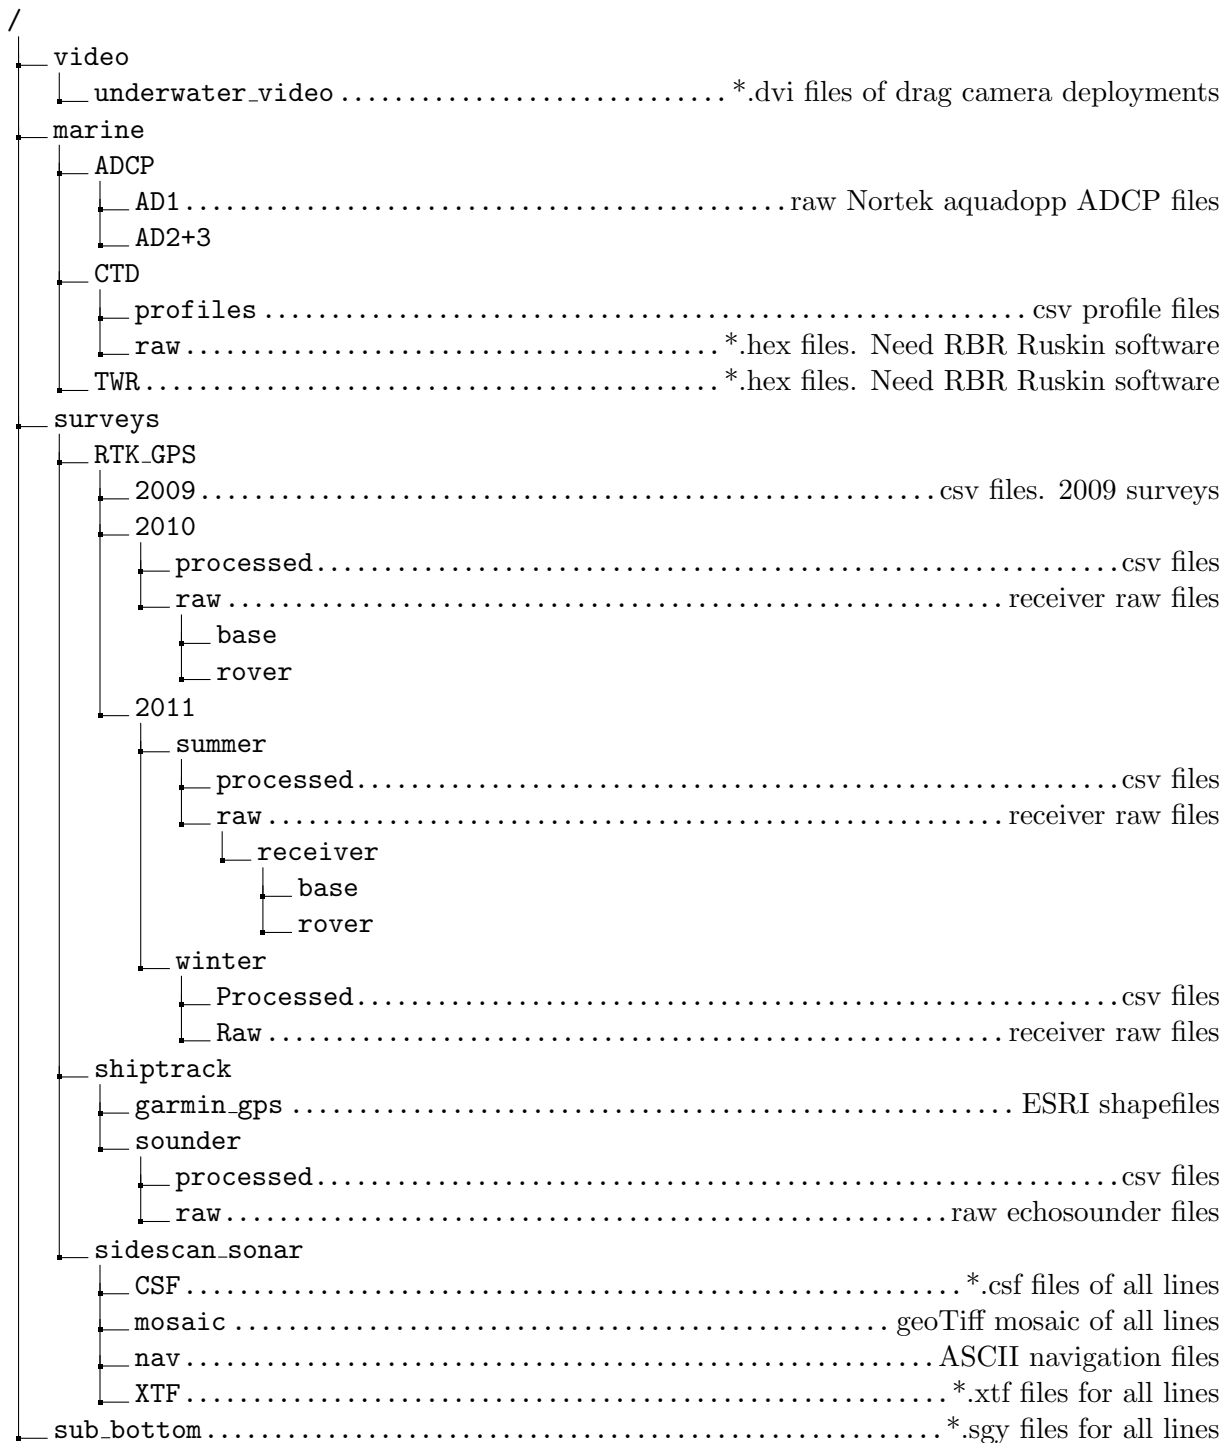 /
video
underwater_video ............................ *.dvi files of drag camera deployments
marine
ADCP
AD1 ............................................. raw Nortek aquadopp ADCP files
AD2+3
CTD
profiles ......................................................... csv profile files
raw ....................................... *.hex files. Need RBR Ruskin software
TWR .......................................... *.hex files. Need RBR Ruskin software
surveys
RTK_GPS
2009 ....................................................... csv files. 2009 surveys
2010
processed ............................................................ csv files
raw .......................................................... receiver raw files
base
rover
2011
summer
processed ......................................................... csv files
raw ....................................................... receiver raw files
receiver
base
rover
winter
Processed ......................................................... csv files
Raw ....................................................... receiver raw files
shiptrack
garmin_gps ...................................................... ESRI shapefiles
sounder
processed ............................................................ csv files
raw ...................................................... raw echosounder files
sidescan_sonar
CSF .......................................................... *.csf files of all lines
mosaic ................................................. geoTiff mosaic of all lines
nav ........................................................ ASCII navigation files
XTF ......................................................... *.xtf files for all lines
sub_bottom ....................................................... *.sgy files for all lines